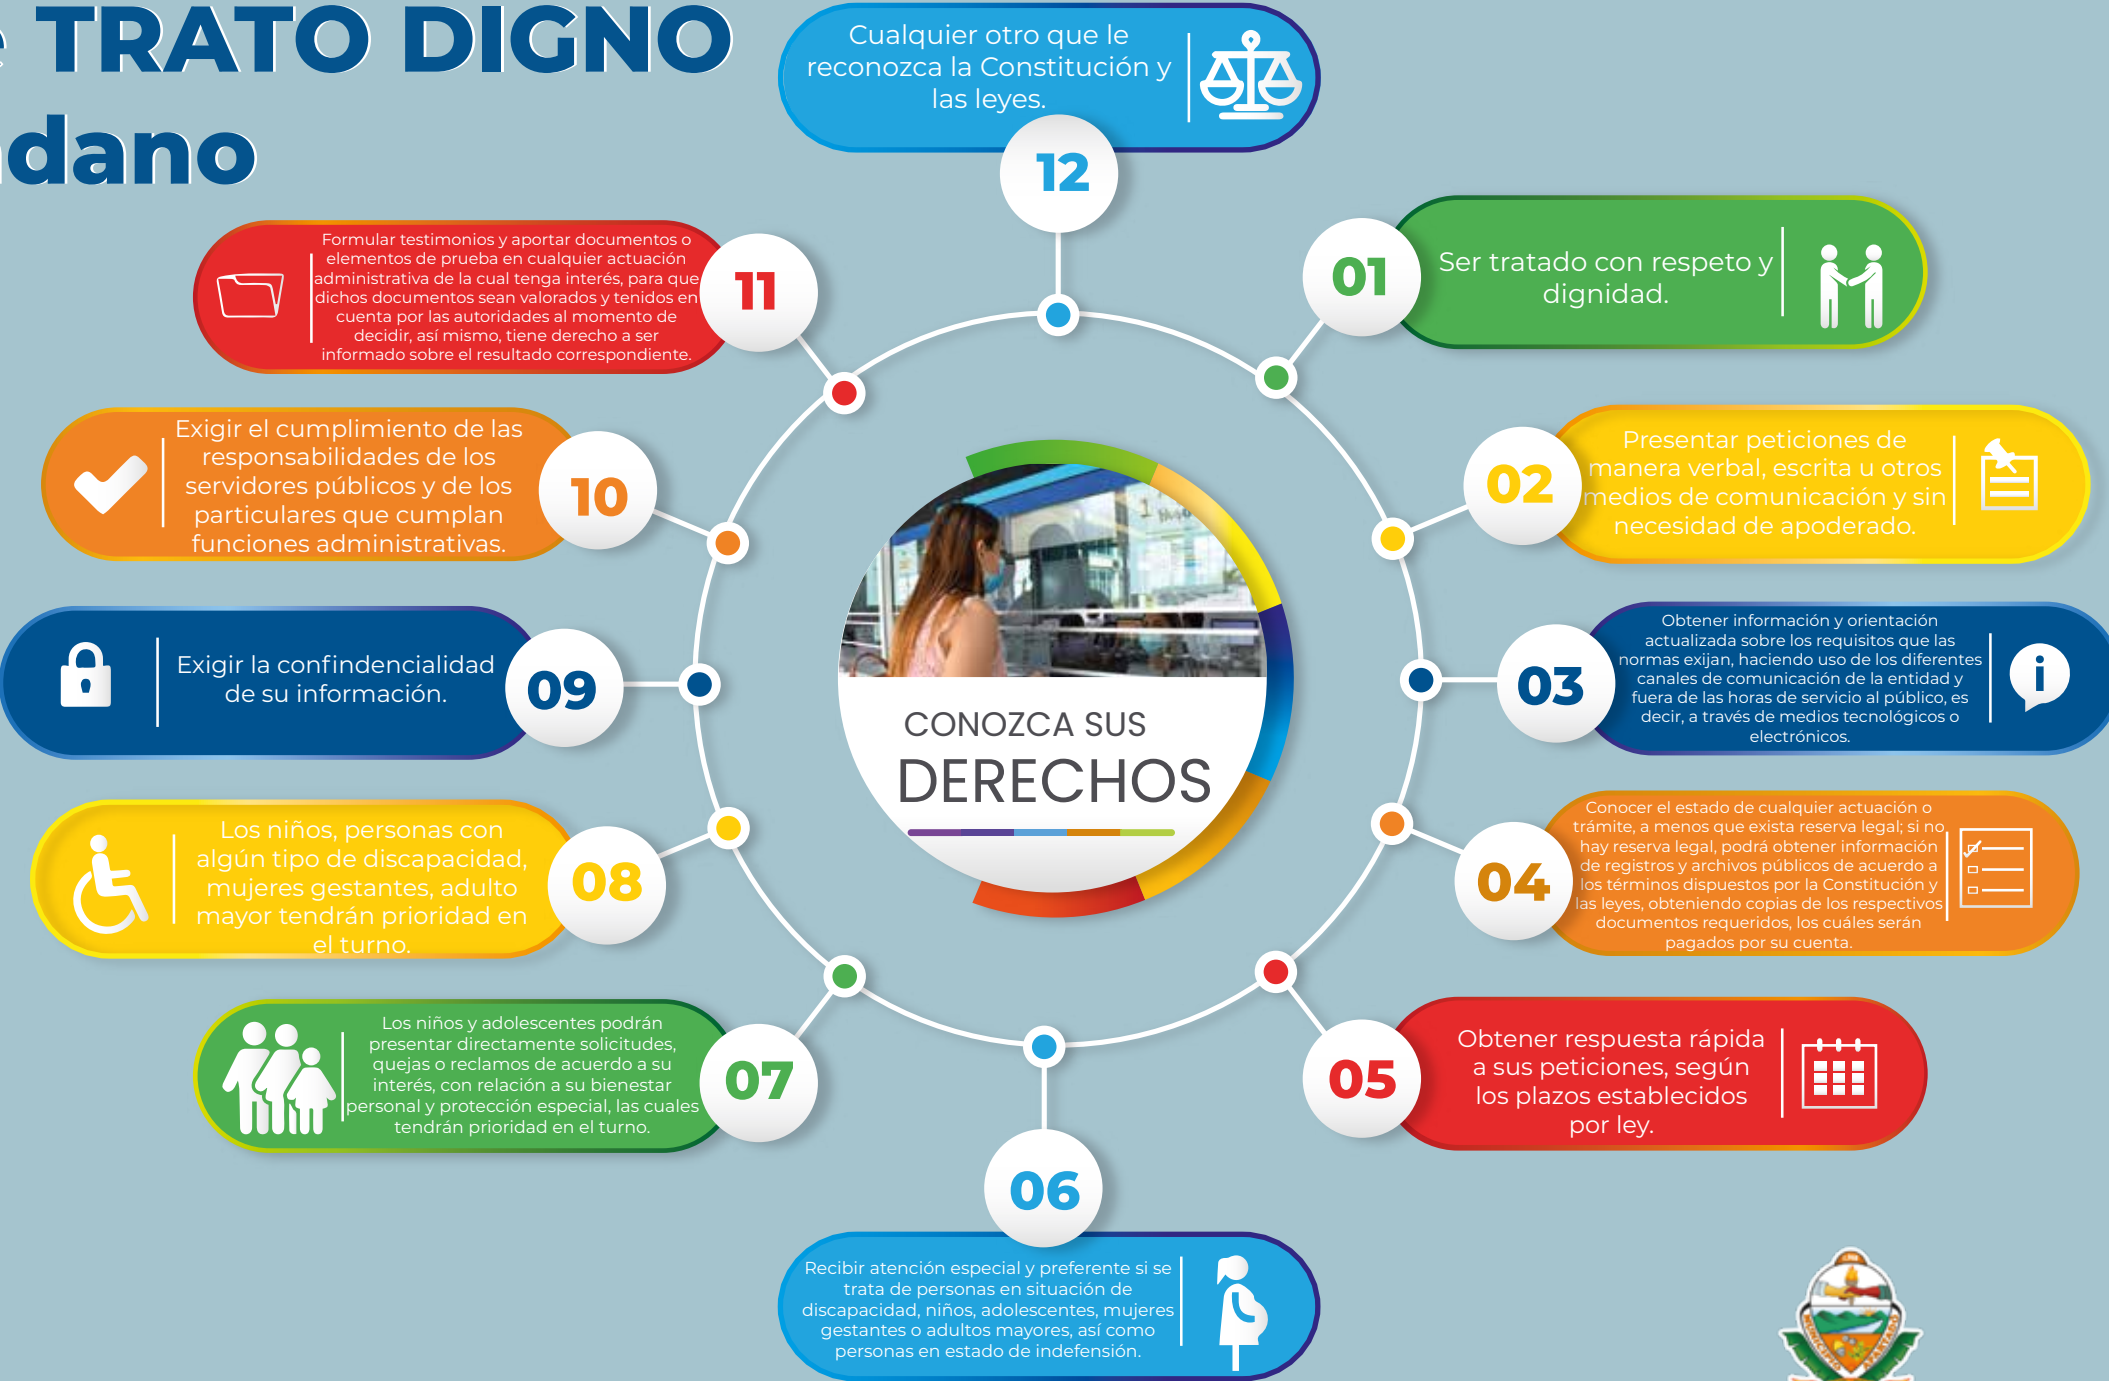 TRATO DIGNO
dano
Cualquier otro que le
reconozca la Constitución y
las leyes.
12
01
Ser tratado con respeto y
dignidad.
02
Presentar peticiones de
manera verbal, escrita u otros
medios de comunicación y sin
necesidad de apoderado.
03
Obtener información y orientación
actualizada sobre los requisitos que las
normas exijan, haciendo uso de los diferentes
canales de comunicación de la entidad y
fuera de las horas de servicio al público, es
decir, a través de medios tecnológicos o
electrónicos.
04
Conocer el estado de cualquier actuación o
trámite, a menos que exista reserva legal; si no
hay reserva legal, podrá obtener información
de registros y archivos públicos de acuerdo a
los términos dispuestos por la Constitución y
las leyes, obteniendo copias de los respectivos
documentos requeridos, los cuáles serán
pagados por su cuenta.
05
Obtener respuesta rápida
a sus peticiones, según
los plazos establecidos
por ley.
06
Recibir atención especial y preferente si se
trata de personas en situación de
discapacidad, niños, adolescentes, mujeres
gestantes o adultos mayores, así como
personas en estado de indefensión.
07
Los niños y adolescentes podrán
presentar directamente solicitudes,
quejas o reclamos de acuerdo a su
interés, con relación a su bienestar
personal y protección especial, las cuales
tendrán prioridad en el turno.
08
Los niños, personas con
algún tipo de discapacidad,
mujeres gestantes, adulto
mayor tendrán prioridad en
el turno.
09
Exigir la confindencialidad
de su información.
10
Exigir el cumplimiento de las
responsabilidades de los
servidores públicos y de los
particulares que cumplan
funciones administrativas.
11
Formular testimonios y aportar documentos o
elementos de prueba en cualquier actuación
administrativa de la cual tenga interés, para que
dichos documentos sean valorados y tenidos en
cuenta por las autoridades al momento de
decidir, así mismo, tiene derecho a ser
informado sobre el resultado correspondiente.
CONOZCA SUS
DERECHOS
MUNICIPIO
APARTADO